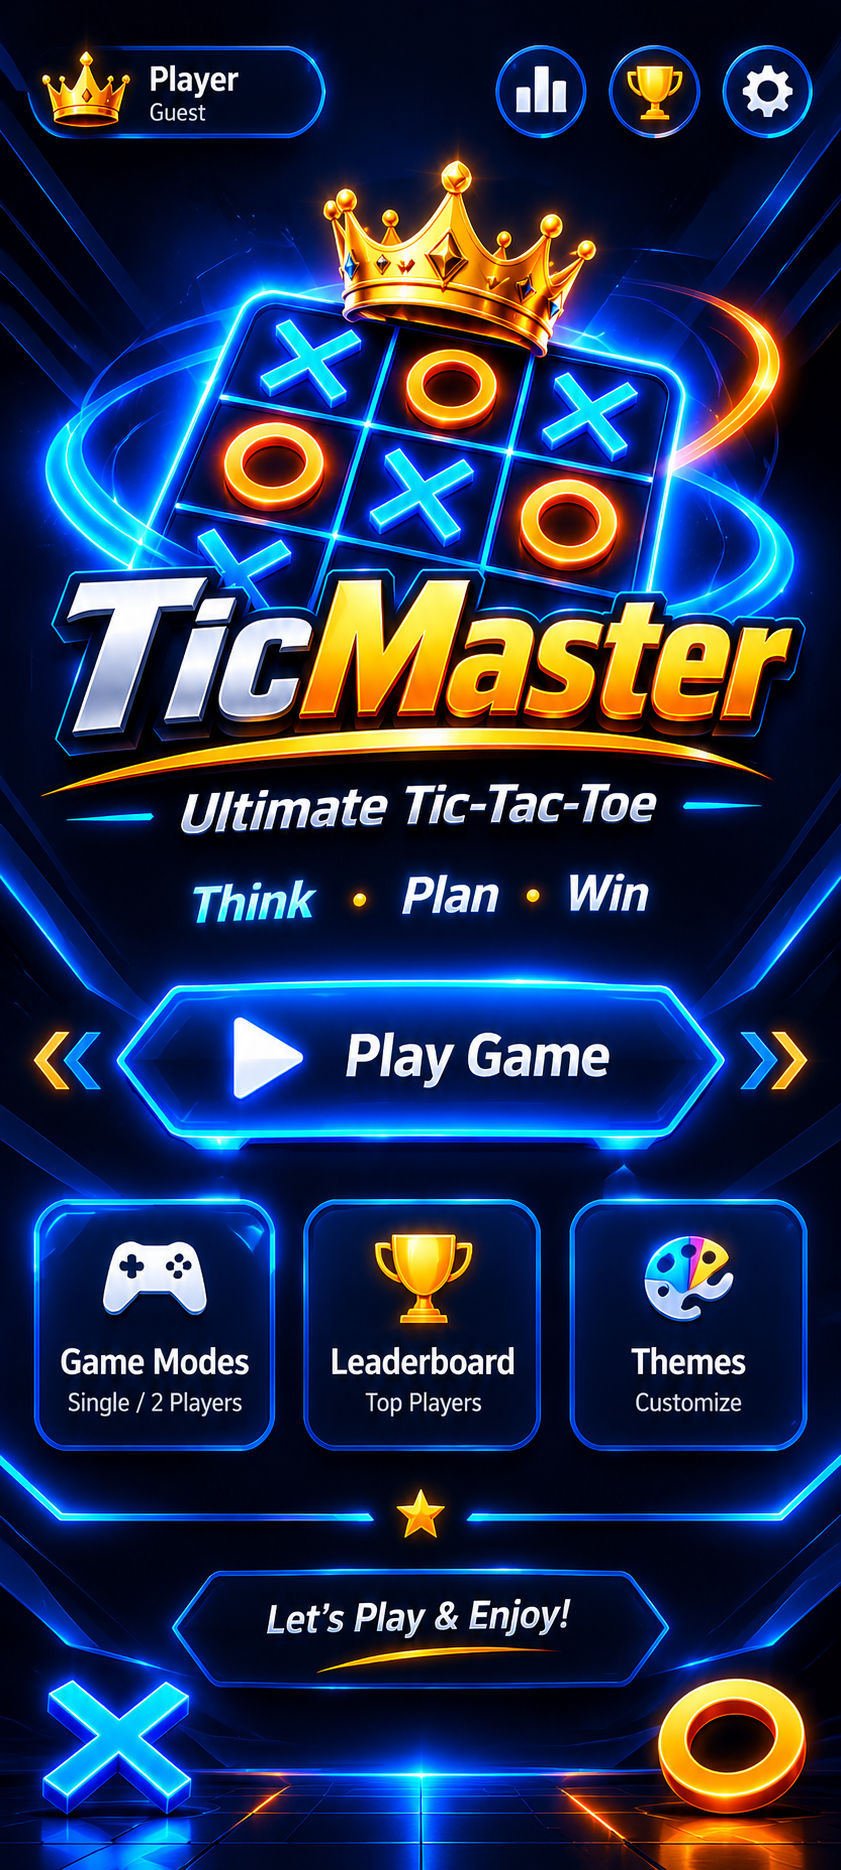 Player
Guest
TicMaster
Ultimate Tic-Tac-Toe
Think • Plan • Win
Play Game
Game Modes
Single / 2 Players
Leaderboard
Top Players
Themes
Customize
Let's Play & Enjoy!